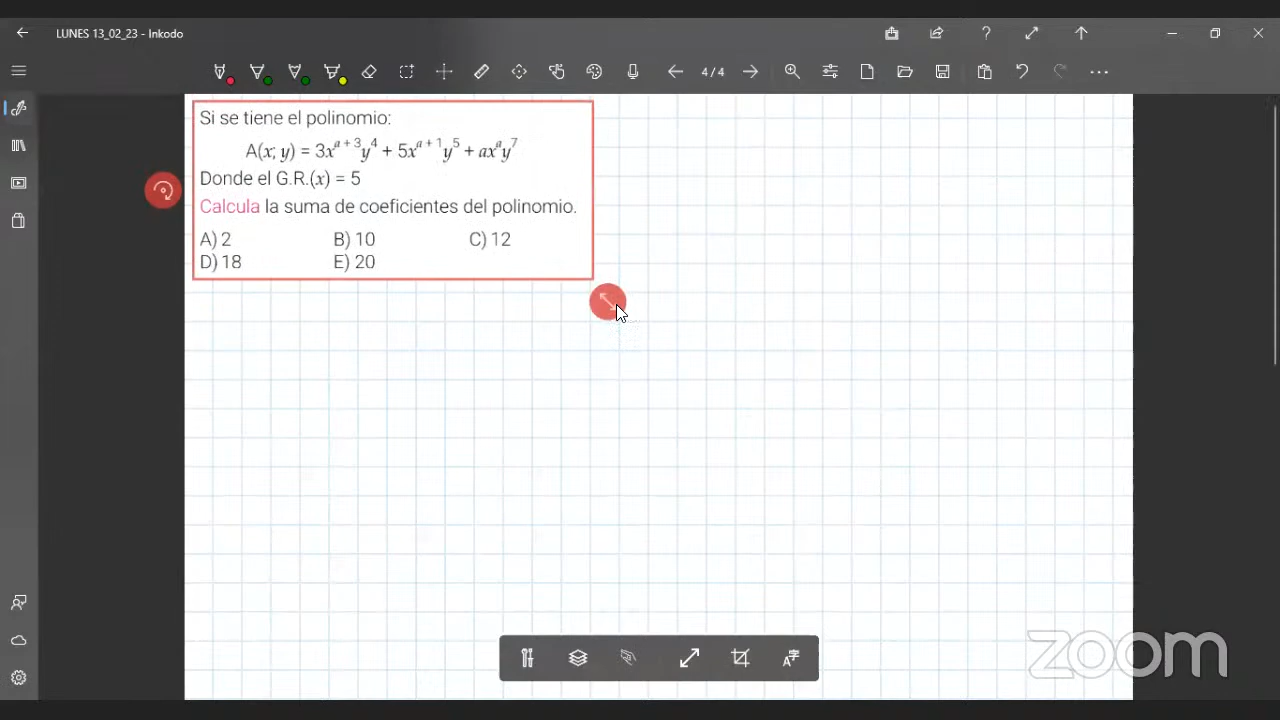 LUNES 13_02_23 - Inkodo
4 / 4
Si se tiene el polinomio:
A(x; y) = 3x^{a + 3}y^4 + 5x^{a + 1}y^5 + ax^ay^7
Donde el G.R.(x) = 5
Calcula la suma de coeficientes del polinomio.
A) 2 B) 10 C) 12
D) 18 E) 20
zoom